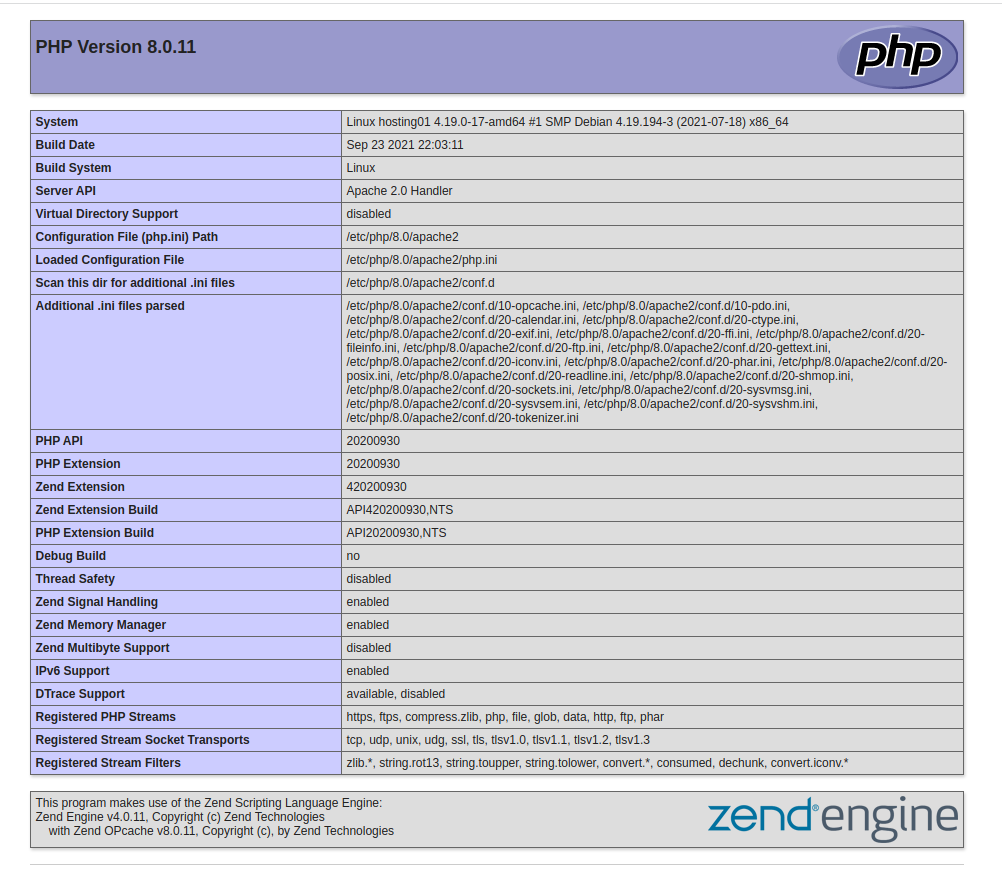 PHP Version 8.0.11
php
System Linux hosting01 4.19.0-17-amd64 #1 SMP Debian 4.19.194-3 (2021-07-18) x86_64
Build Date Sep 23 2021 22:03:11
Build System Linux
Server API Apache 2.0 Handler
Virtual Directory Support disabled
Configuration File (php.ini) Path /etc/php/8.0/apache2
Loaded Configuration File /etc/php/8.0/apache2/php.ini
Scan this dir for additional .ini files /etc/php/8.0/apache2/conf.d
Additional .ini files parsed /etc/php/8.0/apache2/conf.d/10-opcache.ini, /etc/php/8.0/apache2/conf.d/10-pdo.ini,
/etc/php/8.0/apache2/conf.d/20-calendar.ini, /etc/php/8.0/apache2/conf.d/20-ctype.ini,
/etc/php/8.0/apache2/conf.d/20-exif.ini, /etc/php/8.0/apache2/conf.d/20-ffi.ini, /etc/php/8.0/apache2/conf.d/20-
fileinfo.ini, /etc/php/8.0/apache2/conf.d/20-ftp.ini, /etc/php/8.0/apache2/conf.d/20-gettext.ini,
/etc/php/8.0/apache2/conf.d/20-iconv.ini, /etc/php/8.0/apache2/conf.d/20-phar.ini, /etc/php/8.0/apache2/conf.d/20-
posix.ini, /etc/php/8.0/apache2/conf.d/20-readline.ini, /etc/php/8.0/apache2/conf.d/20-shmop.ini,
/etc/php/8.0/apache2/conf.d/20-sockets.ini, /etc/php/8.0/apache2/conf.d/20-sysvmsg.ini,
/etc/php/8.0/apache2/conf.d/20-sysvsem.ini, /etc/php/8.0/apache2/conf.d/20-sysvshm.ini,
/etc/php/8.0/apache2/conf.d/20-tokenizer.ini
PHP API 20200930
PHP Extension 20200930
Zend Extension 420200930
Zend Extension Build API420200930,NTS
PHP Extension Build API20200930,NTS
Debug Build no
Thread Safety disabled
Zend Signal Handling enabled
Zend Memory Manager enabled
Zend Multibyte Support disabled
IPv6 Support enabled
DTrace Support available, disabled
Registered PHP Streams https, ftps, compress.zlib, php, file, glob, data, http, ftp, phar
Registered Stream Socket Transports tcp, udp, unix, udg, ssl, tls, tlsv1.0, tlsv1.1, tlsv1.2, tlsv1.3
Registered Stream Filters zlib.*, string.rot13, string.toupper, string.tolower, convert.*, consumed, dechunk, convert.iconv.*
This program makes use of the Zend Scripting Language Engine:
Zend Engine v4.0.11, Copyright (c) Zend Technologies
with Zend OPcache v8.0.11, Copyright (c), by Zend Technologies
zend® engine